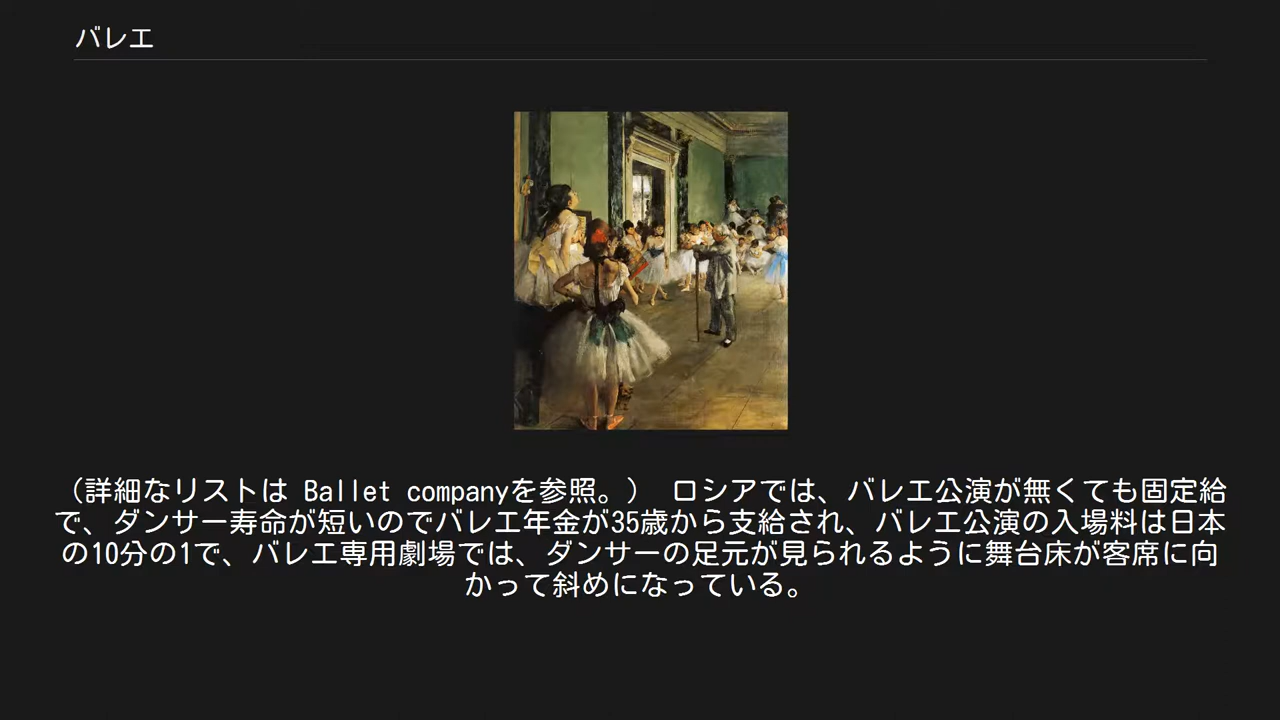 バレエ
（詳細なリストは Ballet companyを参照。） ロシアでは、バレエ公演が無くても固定給
で、ダンサー寿命が短いのでバレエ年金が35歳から支給され、バレエ公演の入場料は日本
の10分の1で、バレエ専用劇場では、ダンサーの足元が見られるように舞台床が客席に向
かって斜めになっている。